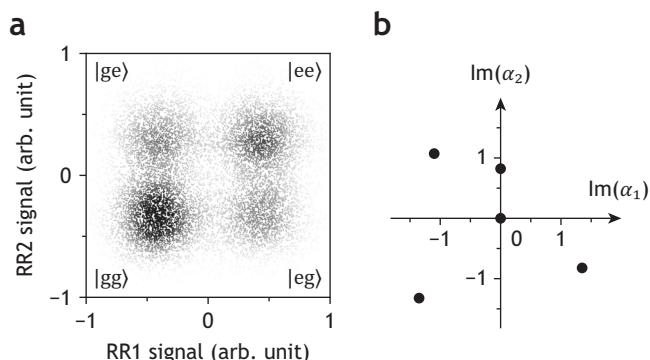 a
1
|ge⟩
|ee⟩
RR2 signal (arb. unit)
0
|gg⟩
|eg⟩
−1
−1
0
1
RR1 signal (arb. unit)
b
Im(α₂)
1
Im(α₁)
−1
0
1
−1